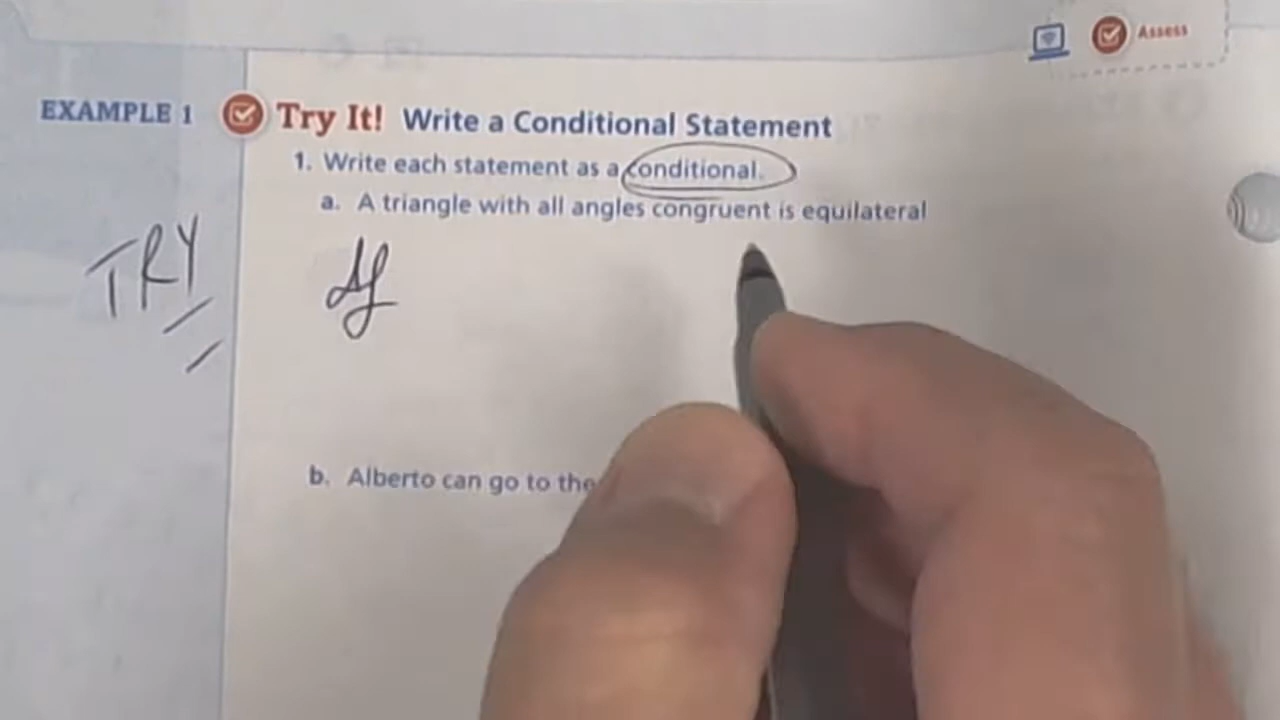 Assess
EXAMPLE 1 Try It! Write a Conditional Statement
1. Write each statement as a conditional.
a. A triangle with all angles congruent is equilateral
TRY
If
b. Alberto can go to the